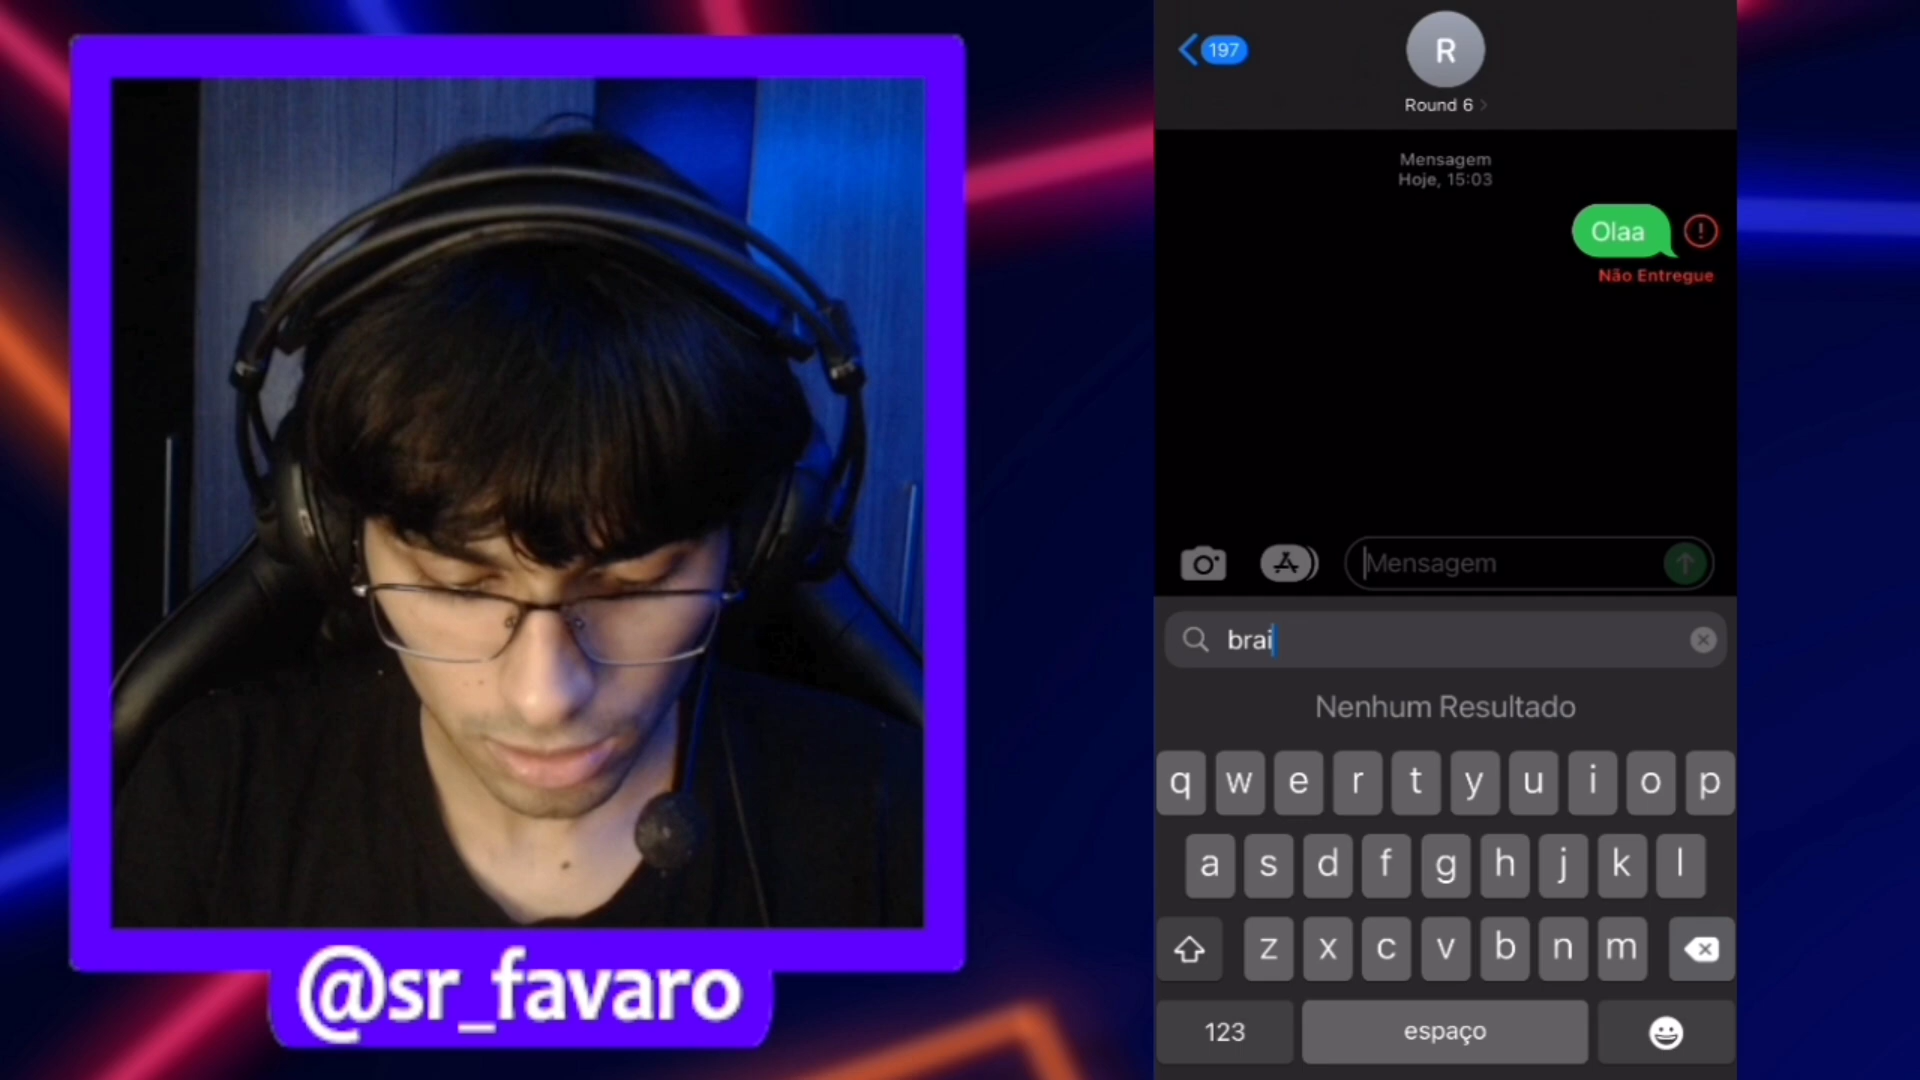 @sr_favaro
197
R
Round 6
Mensagem
Hoje, 15:03
Olaa
!
Não Entregue
Mensagem
brai
Nenhum Resultado
q w e r t y u i o p
a s d f g h j k l
z x c v b n m
123 espaço